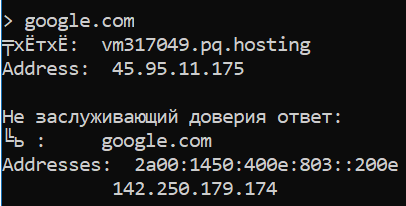 > google.com
╤хЁтхЁ:  vm317049.pq.hosting
Address:  45.95.11.175
Не заслуживающий доверия ответ:
╚ь :     google.com
Addresses:  2a00:1450:400e:803::200e
142.250.179.174